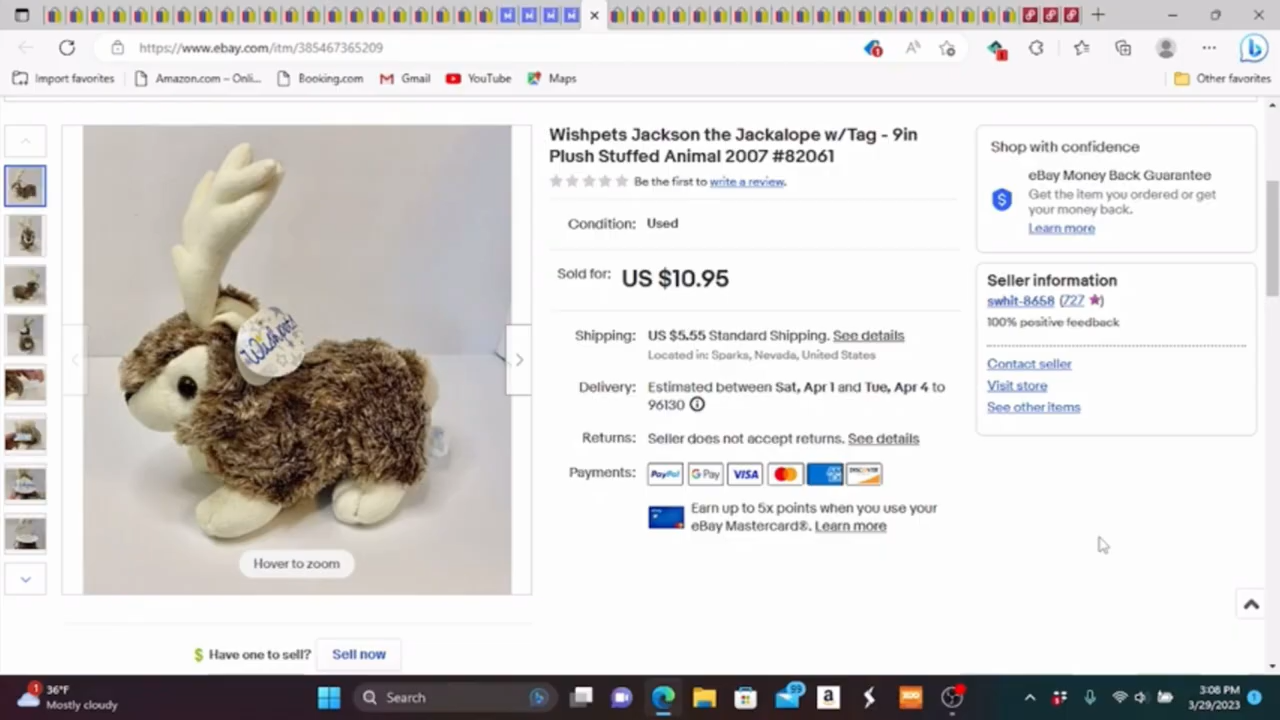 https://www.ebay.com/itm/385467365209
Import favorites
Amazon.com – Onli...
Booking.com
Gmail
YouTube
Maps
Other favorites
Wishpets Jackson the Jackalope w/Tag - 9in
Plush Stuffed Animal 2007 #82061
Be the first to write a review.
Condition: Used
Sold for: US $10.95
Shipping: US $5.55 Standard Shipping. See details
Located in: Sparks, Nevada, United States
Delivery: Estimated between Sat, Apr 1 and Tue, Apr 4 to
96130
Returns: Seller does not accept returns. See details
Payments: PayPal G Pay VISA DISCOVER
Earn up to 5x points when you use your
eBay Mastercard®. Learn more
Shop with confidence
eBay Money Back Guarantee
Get the item you ordered or get
your money back.
Learn more
Seller information
swhit-8658 (727)
100% positive feedback
Contact seller
Visit store
See other items
Wishpets
Hover to zoom
$ Have one to sell? Sell now
1
36°F
Mostly cloudy
Search
99
3:08 PM
3/29/2023